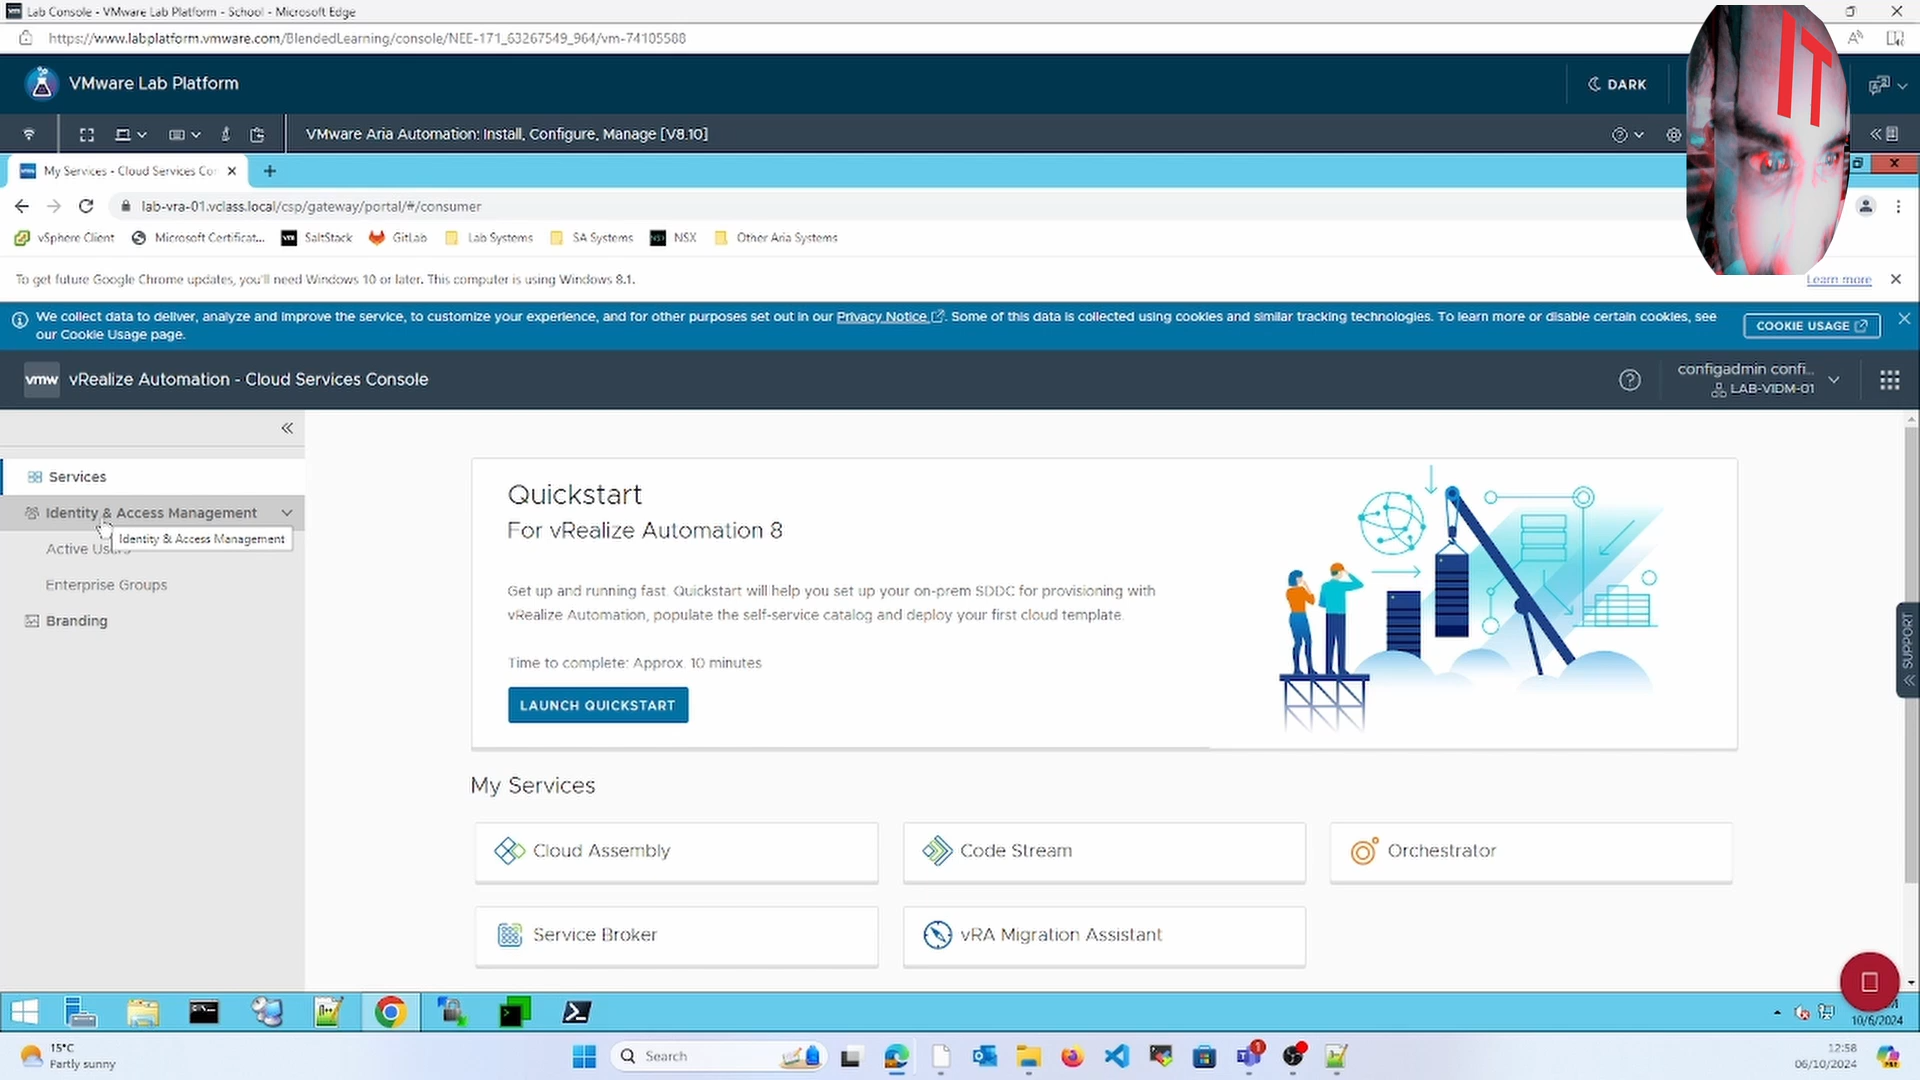 Lab Console - VMware Lab Platform - School - Microsoft Edge
https://www.labplatform.vmware.com/BlendedLearning/console/NEE-171_63267549_964/vm-74105588
VMware Lab Platform
DARK
IT
VMware Aria Automation: Install, Configure, Manage [V8.10]
My Services - Cloud Services Co
lab-vra-01.vclass.local/csp/gateway/portal/#/consumer
vSphere Client
Microsoft Certificat...
SaltStack
GitLab
Lab Systems
SA Systems
NSX
Other Aria Systems
To get future Google Chrome updates, you'll need Windows 10 or later. This computer is using Windows 8.1.
Learn more
We collect data to deliver, analyze and improve the service, to customize your experience, and for other purposes set out in our Privacy Notice. Some of this data is collected using cookies and similar tracking technologies. To learn more or disable certain cookies, see
our Cookie Usage page.
COOKIE USAGE
vmw vRealize Automation - Cloud Services Console
configadmin confi...
LAB-VIDM-01
Services
Identity & Access Management
Identity & Access Management
Active Us
Enterprise Groups
Branding
Quickstart
For vRealize Automation 8
Get up and running fast. Quickstart will help you set up your on-prem SDDC for provisioning with
vRealize Automation, populate the self-service catalog and deploy your first cloud template.
Time to complete: Approx. 10 minutes
LAUNCH QUICKSTART
SUPPORT
My Services
Cloud Assembly
Code Stream
Orchestrator
Service Broker
vRA Migration Assistant
10/6/2024
15°C
Partly sunny
Search
12:58
06/10/2024